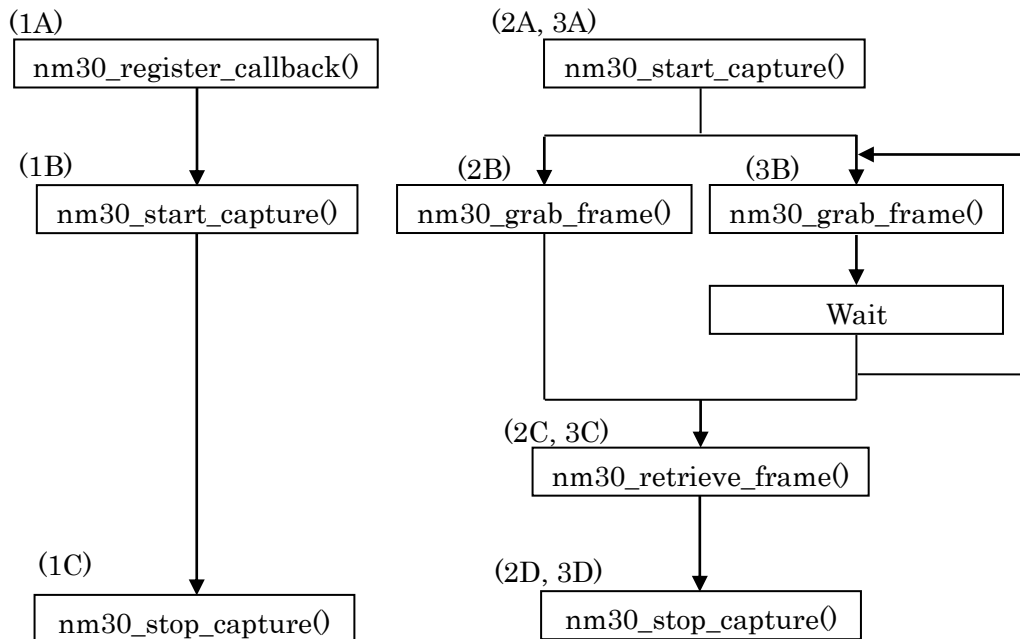 (1A)
nm30_register_callback()
(1B)
nm30_start_capture()
(1C)
nm30_stop_capture()
(2A, 3A)
nm30_start_capture()
(2B)
nm30_grab_frame()
(3B)
nm30_grab_frame()
Wait
(2C, 3C)
nm30_retrieve_frame()
(2D, 3D)
nm30_stop_capture()